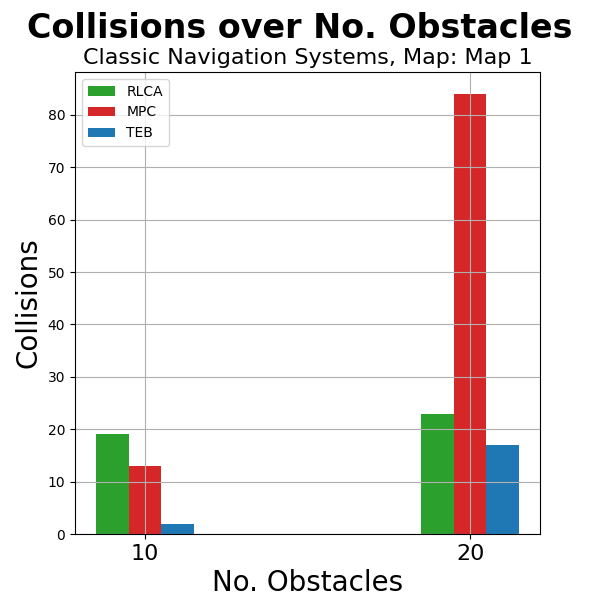 Collisions over No. Obstacles
Classic Navigation Systems, Map: Map 1
RLCA
MPC
TEB
Collisions
80
70
60
50
40
30
20
10
0
10 20
No. Obstacles